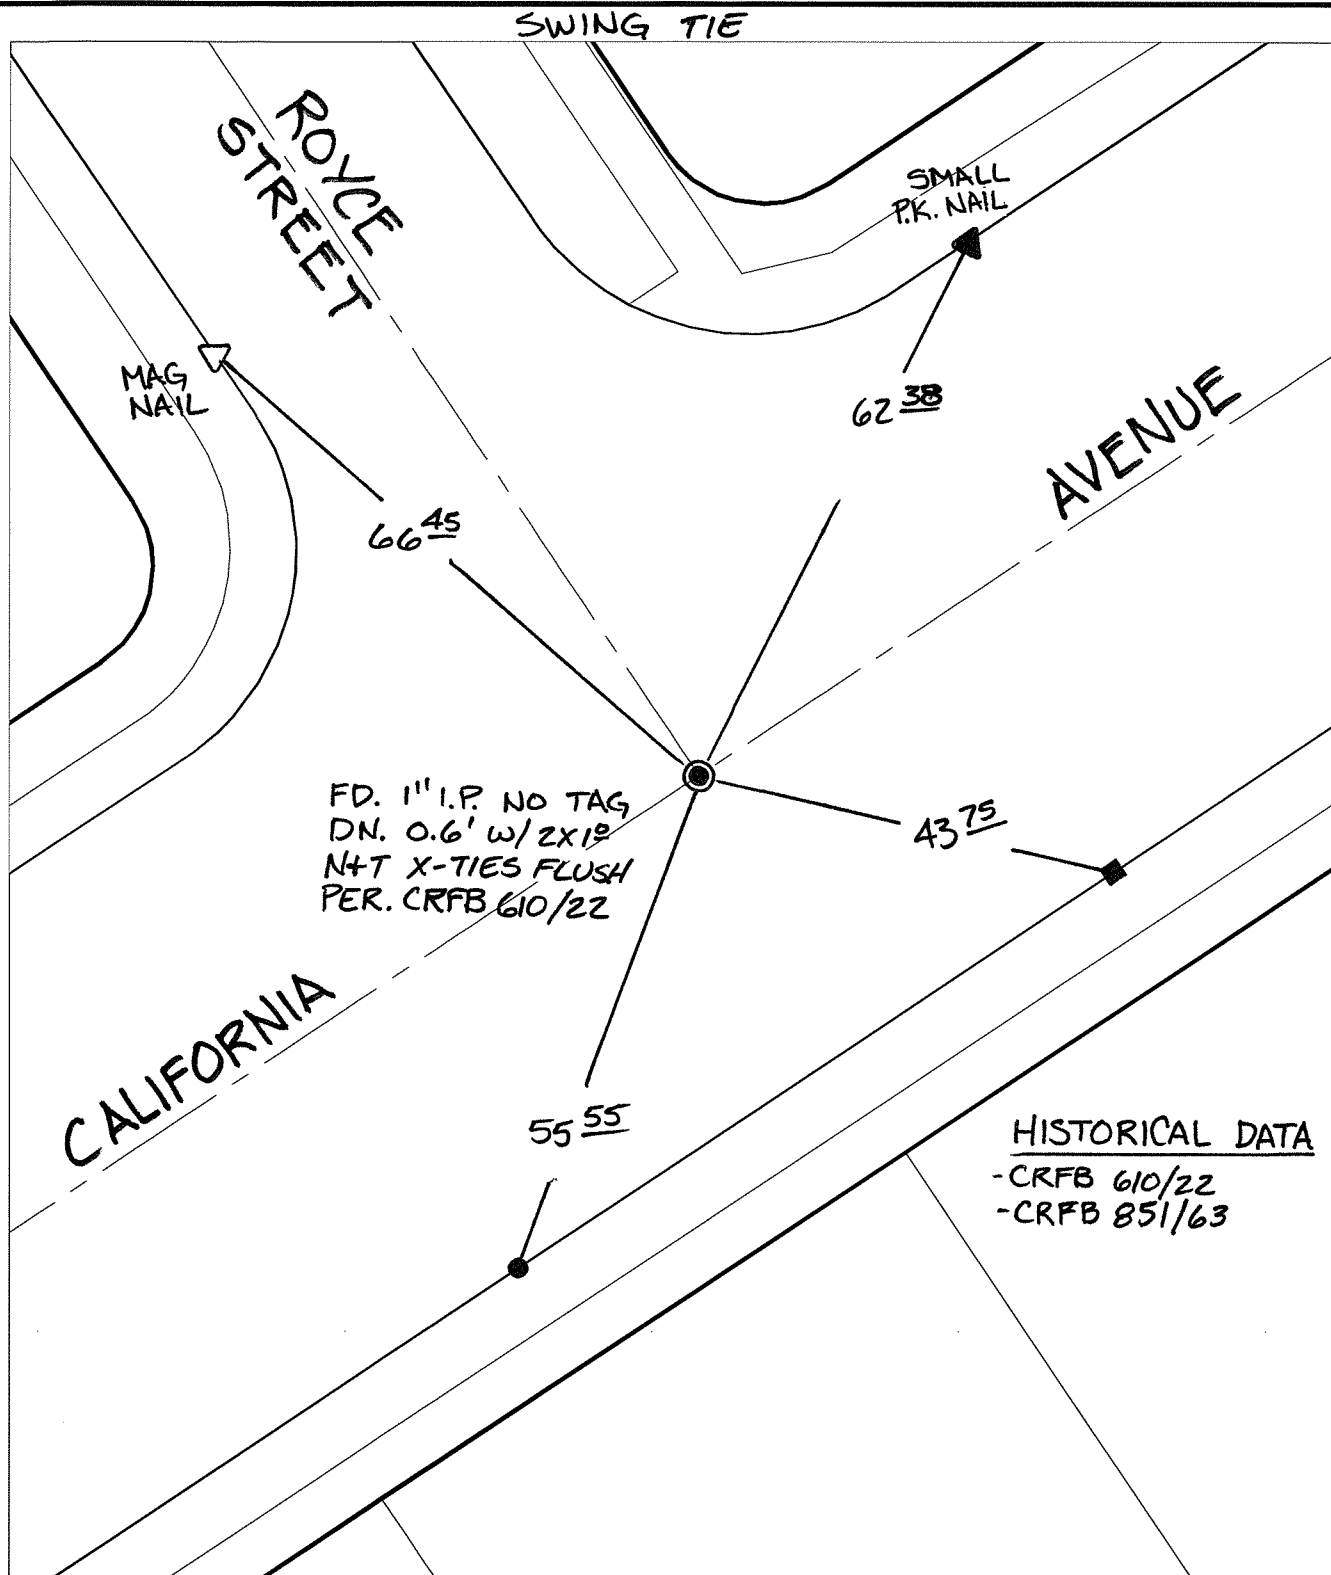 SWING TIE
ROYCE
STREET
SMALL
P.K. NAIL
MAG
NAIL
62 38
AVENUE
66 45
FD. 1" I.P. NO TAG
DN. 0.6' W/ 2X1º
N+T X-TIES FLUSH
PER. CRFB 610/22
43 75
CALIFORNIA
55 55
HISTORICAL DATA
-CRFB 610/22
-CRFB 851/63